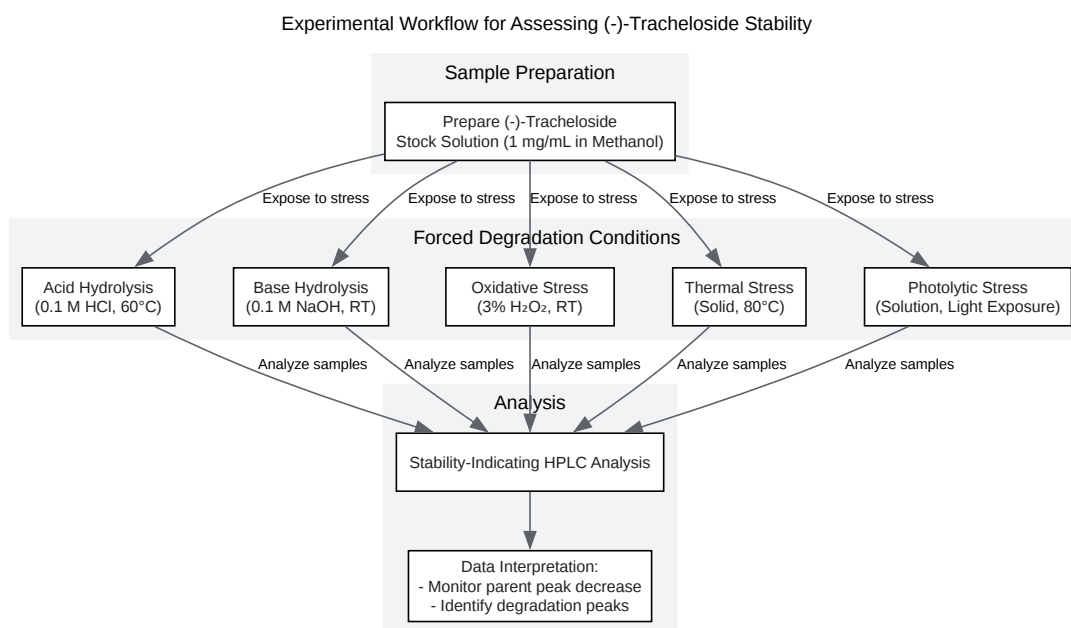 Experimental Workflow for Assessing (-)-Tracheloside Stability
Sample Preparation
Prepare (-)-Tracheloside
Stock Solution (1 mg/mL in Methanol)
Expose to stress
Expose to stress
Expose to stress
Expose to stress
Expose to stress
Forced Degradation Conditions
Acid Hydrolysis
(0.1 M HCl, 60°C)
Base Hydrolysis
(0.1 M NaOH, RT)
Oxidative Stress
(3% H₂O₂, RT)
Thermal Stress
(Solid, 80°C)
Photolytic Stress
(Solution, Light Exposure)
Analyze samples
Analyze samples
Analyze samples
Analyze samples
Analyze samples
Analysis
Stability-Indicating HPLC Analysis
Data Interpretation:
- Monitor parent peak decrease
- Identify degradation peaks